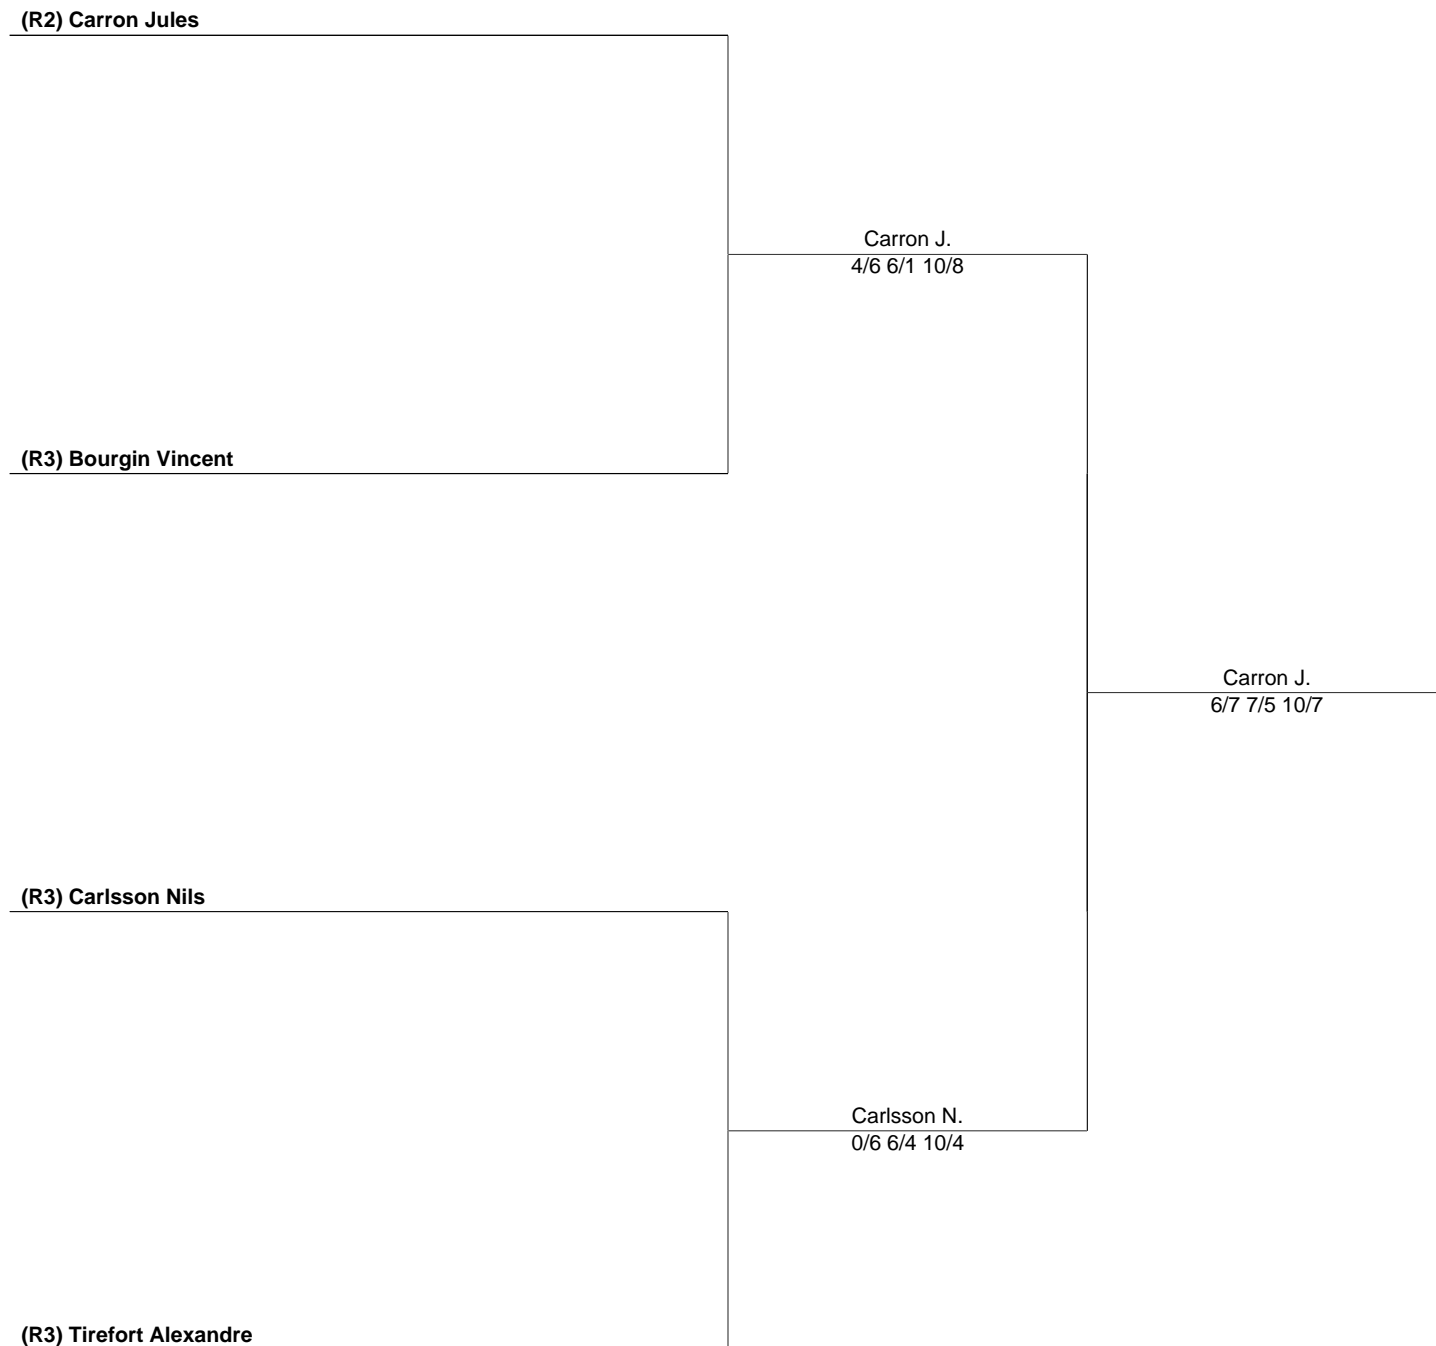 (R2) Carron Jules
Carron J.
4/6 6/1 10/8
(R3) Bourgin Vincent
Carron J.
6/7 7/5 10/7
(R3) Carlsson Nils
Carlsson N.
0/6 6/4 10/4
(R3) Tirefort Alexandre